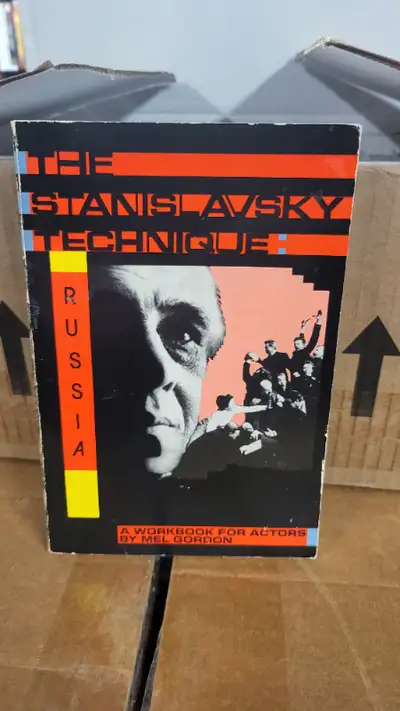 THE
STANISLAVSKY
TECHNIQUE:
RUSSIA
A WORKBOOK FOR ACTORS
BY MEL GORDON